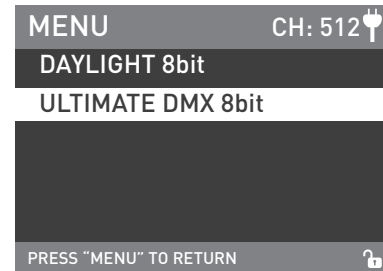 MENU CH: 512
DAYLIGHT 8bit
ULTIMATE DMX 8bit
PRESS “MENU” TO RETURN